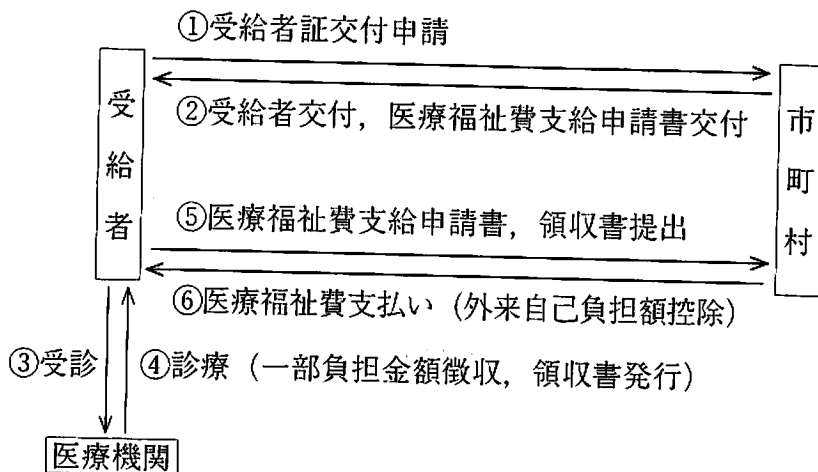 ①受給者証交付申請
受給者
②受給者交付，医療福祉費支給申請書交付
市町村
⑤医療福祉費支給申請書，領収書提出
⑥医療福祉費支払い（外来自己負担額控除）
③受診
④診療（一部負担金額徴収，領収書発行）
医療機関